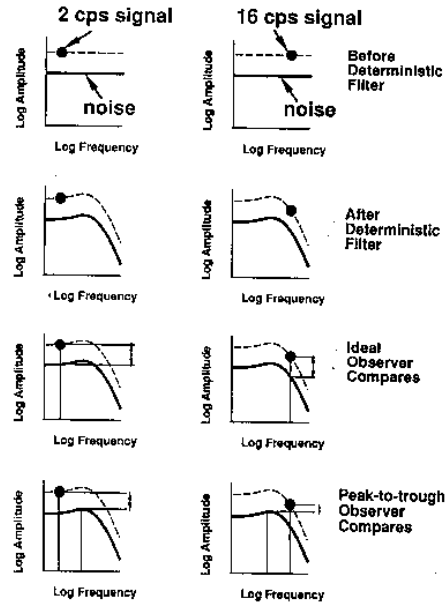 2 cps signal
16 cps signal
Log Amplitude
noise
Log Frequency
Log Amplitude
noise
Log Frequency
Before
Deterministic
Filter
Log Amplitude
Log Frequency
Log Amplitude
Log Frequency
After
Deterministic
Filter
Log Amplitude
Log Frequency
Log Amplitude
Log Frequency
Ideal
Observer
Compares
Log Amplitude
Log Frequency
Log Amplitude
Log Frequency
Peak-to-trough
Observer
Compares